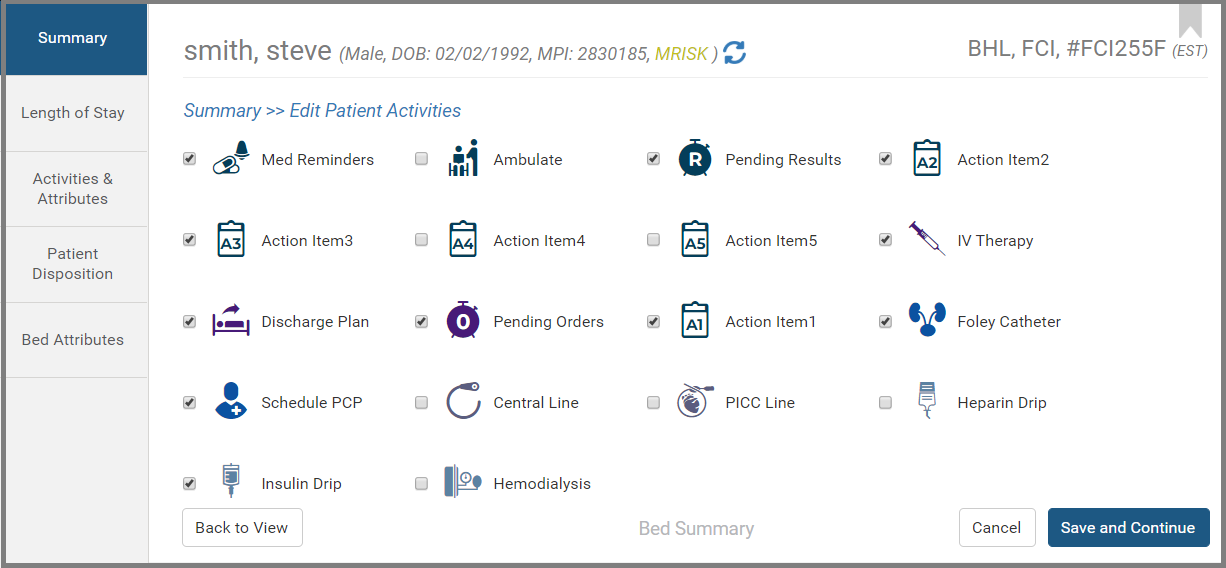 Summary
Length of Stay
Activities &
Attributes
Patient
Disposition
Bed Attributes
smith, steve (Male, DOB: 02/02/1992, MPI: 2830185, MRISK )
BHL, FCI, #FCI255F (EST)
Summary >> Edit Patient Activities
Med Reminders
Ambulate
R Pending Results
A2 Action Item2
A3 Action Item3
A4 Action Item4
A5 Action Item5
IV Therapy
Discharge Plan
O Pending Orders
A1 Action Item1
Foley Catheter
Schedule PCP
Central Line
PICC Line
Heparin Drip
Insulin Drip
Hemodialysis
Back to View
Bed Summary
Cancel
Save and Continue